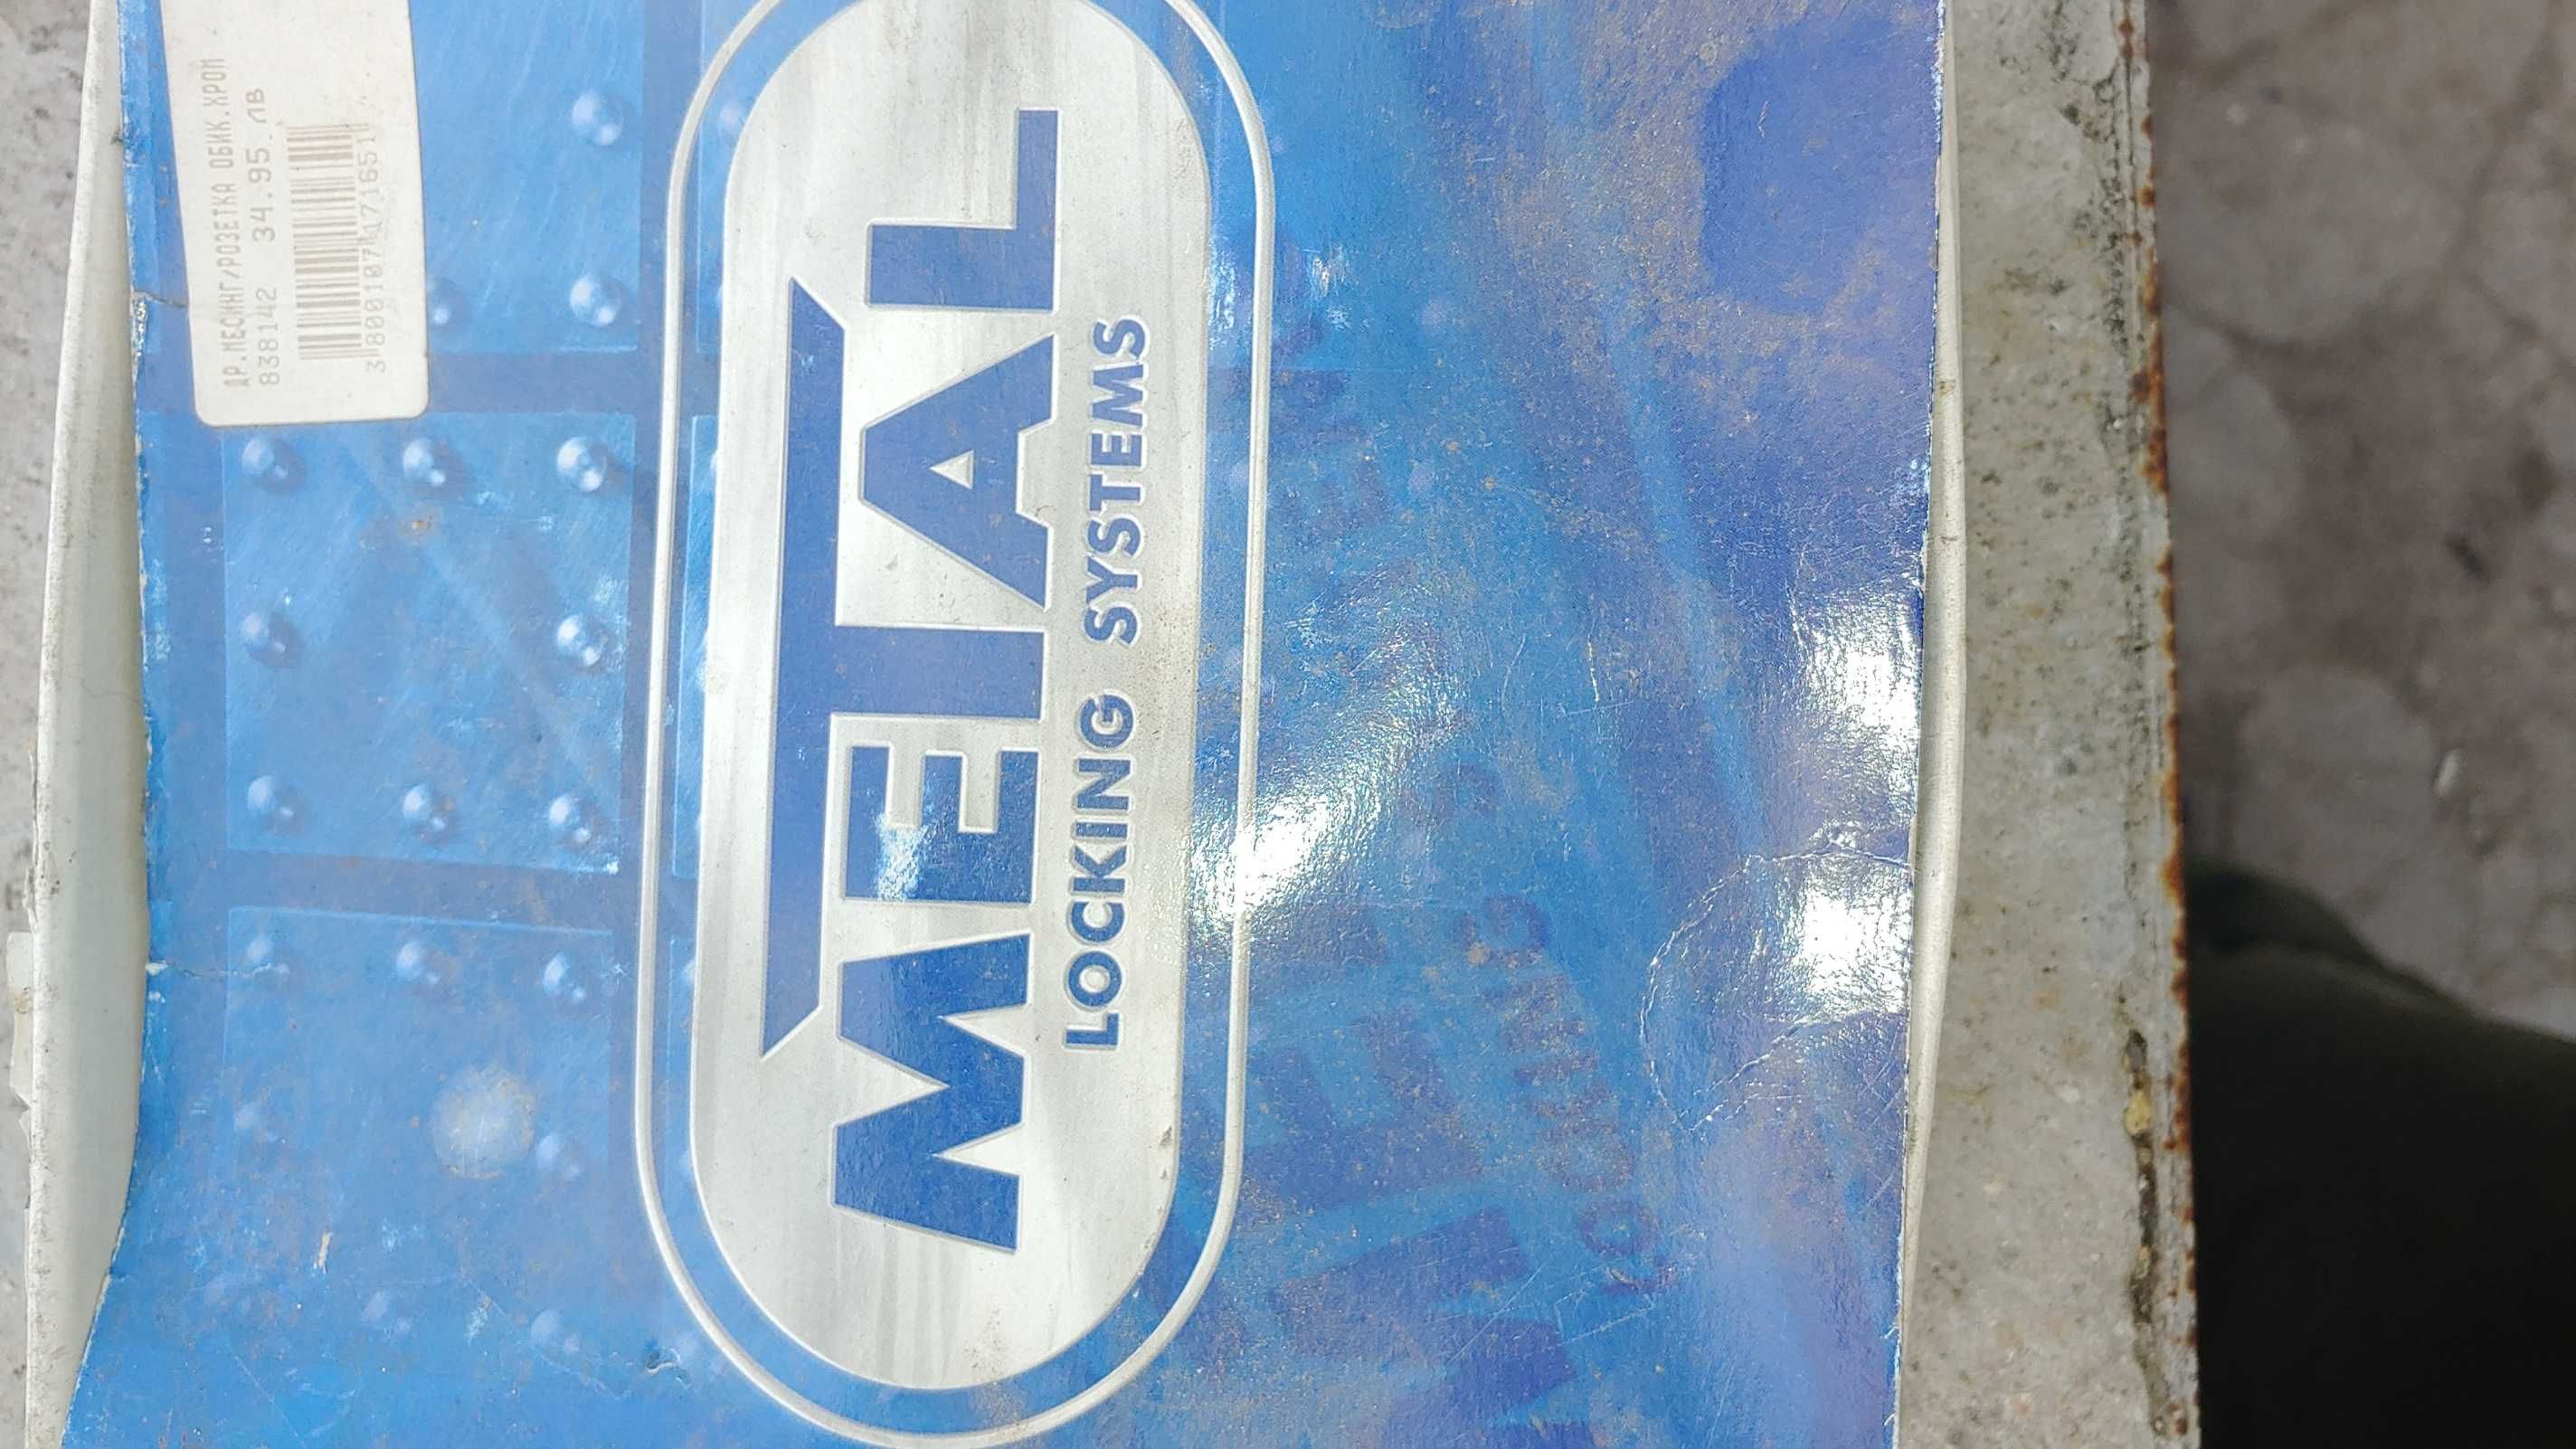 ДР.МЕСИНГ/РОЗЕТКА ОБИК.ХРОМ
838142 34.95.лв
METAL
LOCKING SYSTEMS